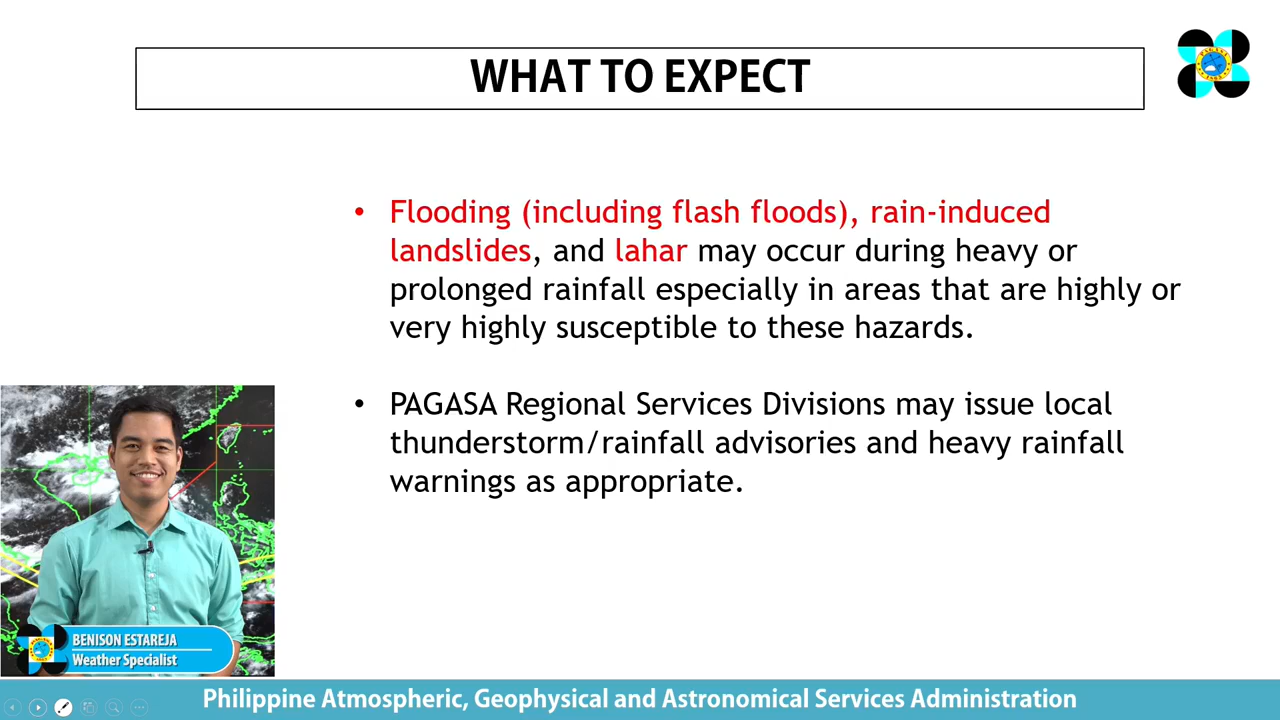 WHAT TO EXPECT
• Flooding (including flash floods), rain-induced
landslides, and lahar may occur during heavy or
prolonged rainfall especially in areas that are highly or
very highly susceptible to these hazards.
• PAGASA Regional Services Divisions may issue local
thunderstorm/rainfall advisories and heavy rainfall
warnings as appropriate.
BENISON ESTAREJA
Weather Specialist
Philippine Atmospheric, Geophysical and Astronomical Services Administration